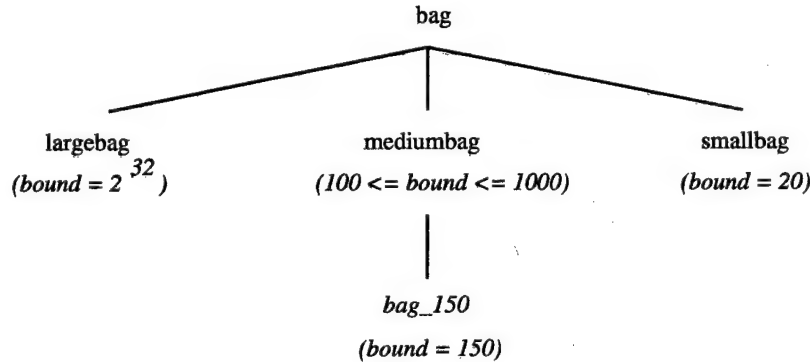 bag
largebag mediumbag smallbag
(bound = 2^32) (100 <= bound <= 1000) (bound = 20)
bag_150
(bound = 150)